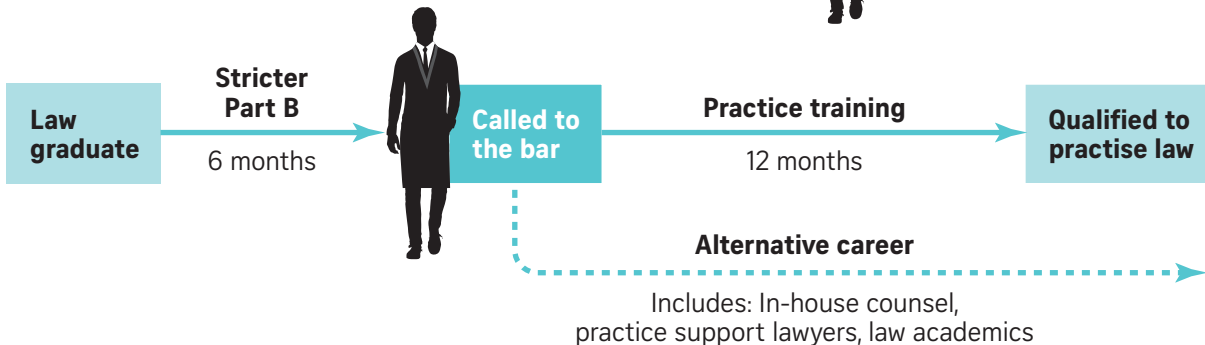 Law
graduate
Stricter
Part B
6 months
Called to
the bar
Practice training
12 months
Qualified to
practise law
Alternative career
Includes: In-house counsel,
practice support lawyers, law academics